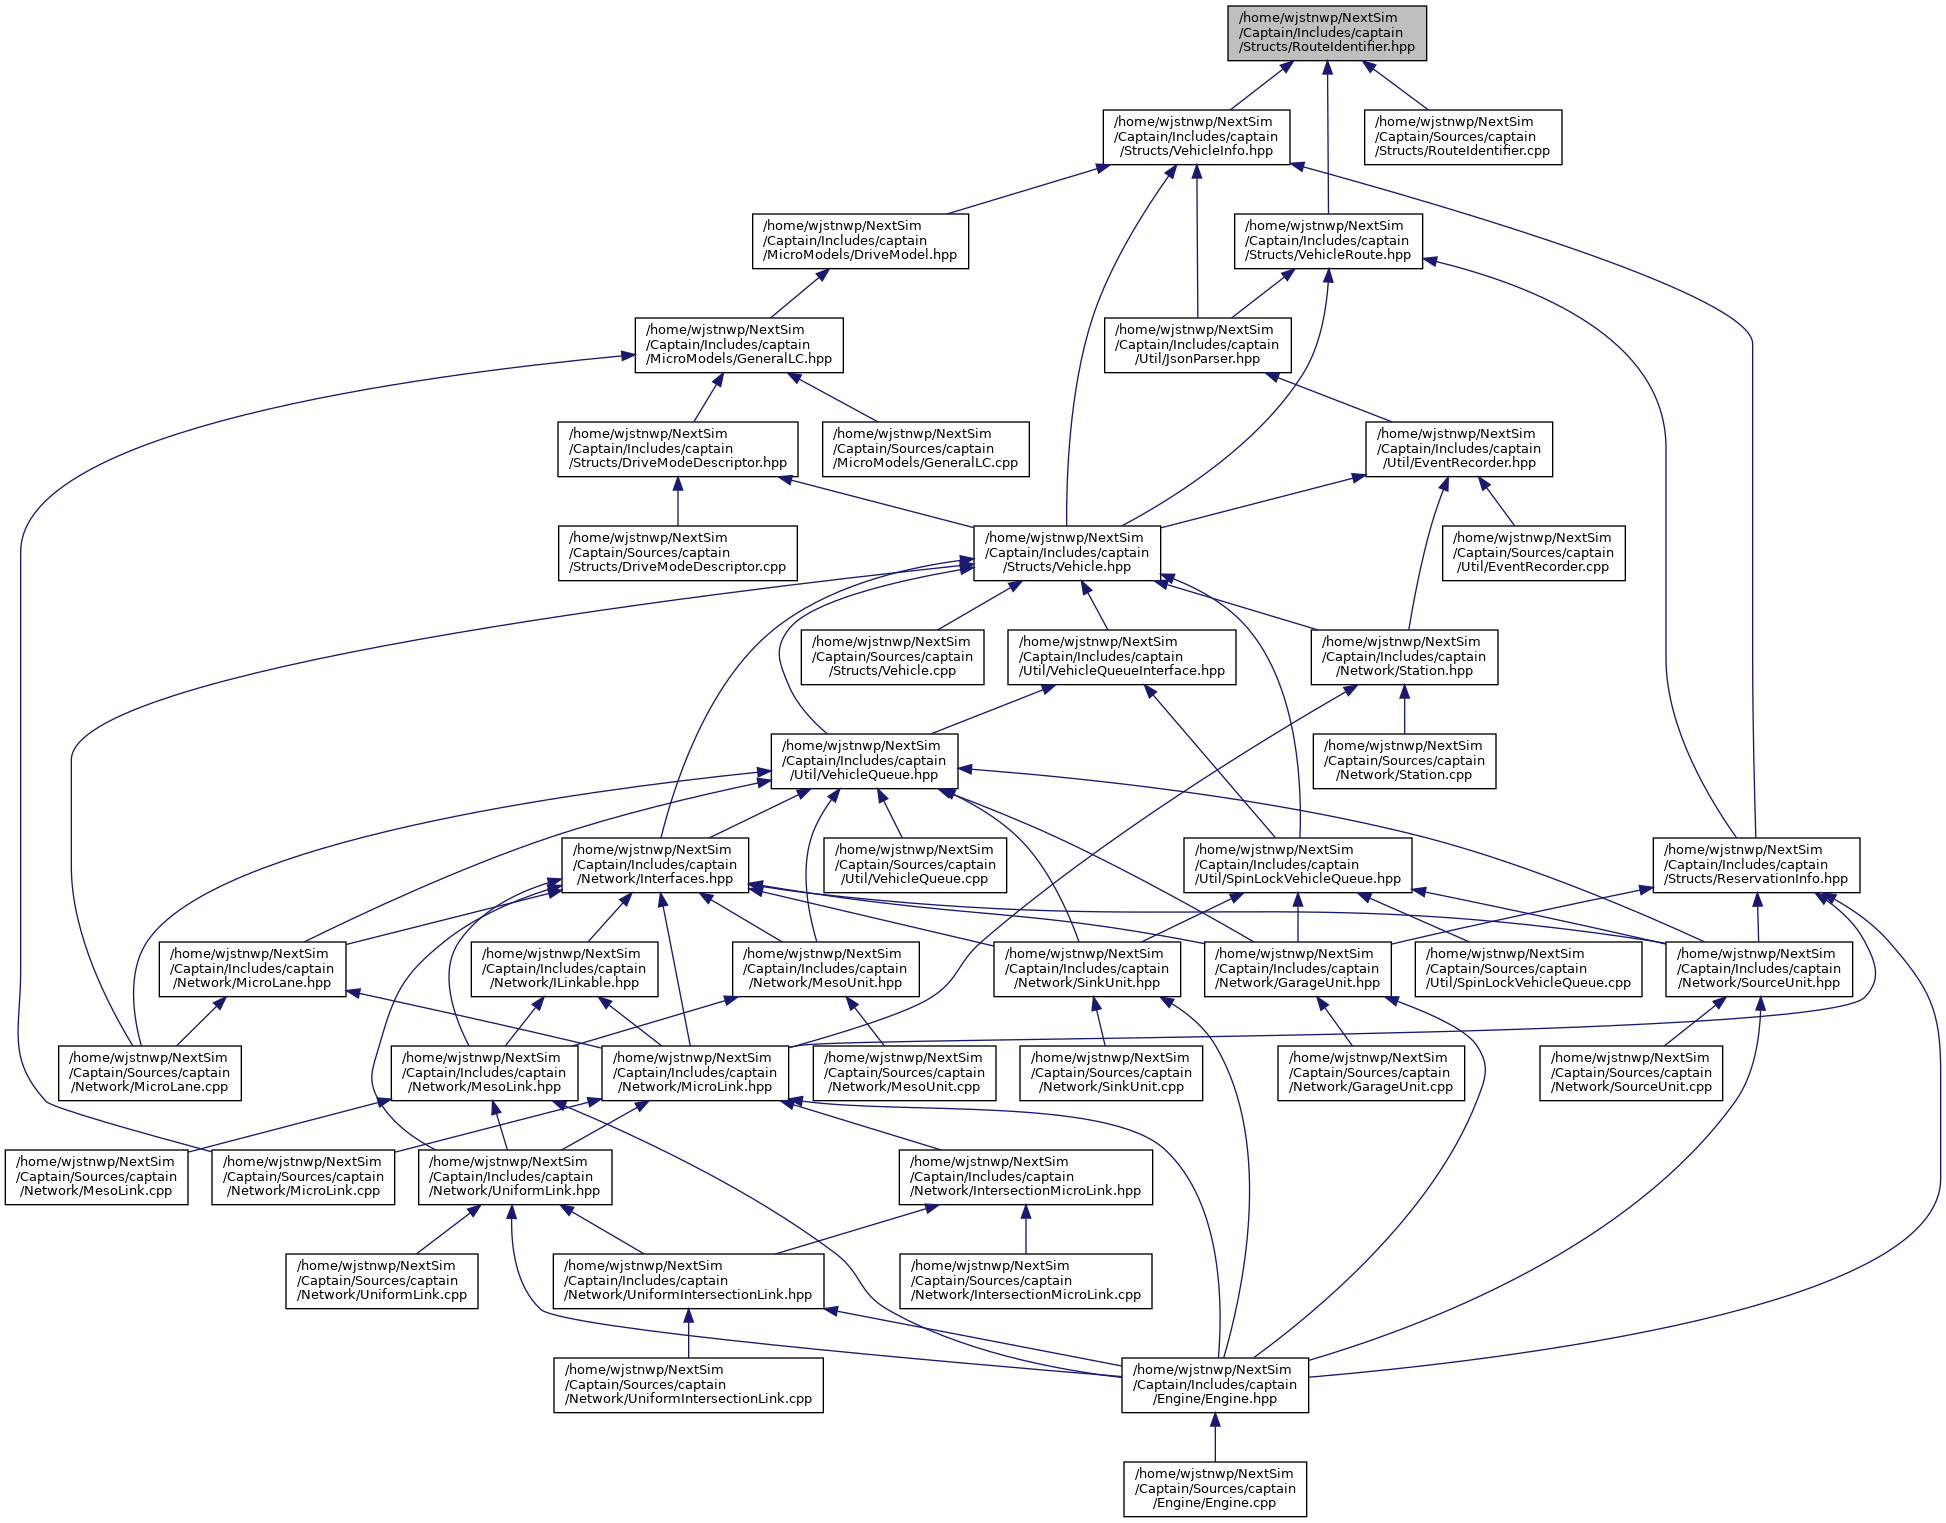 /home/wjstnwp/NextSim
/Captain/Includes/captain
/Structs/RouteIdentifier.hpp
/home/wjstnwp/NextSim
/Captain/Includes/captain
/Structs/VehicleInfo.hpp
/home/wjstnwp/NextSim
/Captain/Sources/captain
/Structs/RouteIdentifier.cpp
/home/wjstnwp/NextSim
/Captain/Includes/captain
/MicroModels/DriveModel.hpp
/home/wjstnwp/NextSim
/Captain/Includes/captain
/Structs/VehicleRoute.hpp
/home/wjstnwp/NextSim
/Captain/Includes/captain
/MicroModels/GeneralLC.hpp
/home/wjstnwp/NextSim
/Captain/Includes/captain
/Util/JsonParser.hpp
/home/wjstnwp/NextSim
/Captain/Includes/captain
/Structs/DriveModeDescriptor.hpp
/home/wjstnwp/NextSim
/Captain/Sources/captain
/MicroModels/GeneralLC.cpp
/home/wjstnwp/NextSim
/Captain/Includes/captain
/Util/EventRecorder.hpp
/home/wjstnwp/NextSim
/Captain/Sources/captain
/Structs/DriveModeDescriptor.cpp
/home/wjstnwp/NextSim
/Captain/Includes/captain
/Structs/Vehicle.hpp
/home/wjstnwp/NextSim
/Captain/Sources/captain
/Util/EventRecorder.cpp
/home/wjstnwp/NextSim
/Captain/Sources/captain
/Structs/Vehicle.cpp
/home/wjstnwp/NextSim
/Captain/Includes/captain
/Util/VehicleQueueInterface.hpp
/home/wjstnwp/NextSim
/Captain/Includes/captain
/Network/Station.hpp
/home/wjstnwp/NextSim
/Captain/Includes/captain
/Util/VehicleQueue.hpp
/home/wjstnwp/NextSim
/Captain/Sources/captain
/Network/Station.cpp
/home/wjstnwp/NextSim
/Captain/Includes/captain
/Network/Interfaces.hpp
/home/wjstnwp/NextSim
/Captain/Sources/captain
/Util/VehicleQueue.cpp
/home/wjstnwp/NextSim
/Captain/Includes/captain
/Util/SpinLockVehicleQueue.hpp
/home/wjstnwp/NextSim
/Captain/Includes/captain
/Structs/ReservationInfo.hpp
/home/wjstnwp/NextSim
/Captain/Includes/captain
/Network/MicroLane.hpp
/home/wjstnwp/NextSim
/Captain/Includes/captain
/Network/ILinkable.hpp
/home/wjstnwp/NextSim
/Captain/Includes/captain
/Network/MesoUnit.hpp
/home/wjstnwp/NextSim
/Captain/Includes/captain
/Network/SinkUnit.hpp
/home/wjstnwp/NextSim
/Captain/Includes/captain
/Network/GarageUnit.hpp
/home/wjstnwp/NextSim
/Captain/Sources/captain
/Util/SpinLockVehicleQueue.cpp
/home/wjstnwp/NextSim
/Captain/Includes/captain
/Network/SourceUnit.hpp
/home/wjstnwp/NextSim
/Captain/Sources/captain
/Network/MicroLane.cpp
/home/wjstnwp/NextSim
/Captain/Includes/captain
/Network/MesoLink.hpp
/home/wjstnwp/NextSim
/Captain/Includes/captain
/Network/MicroLink.hpp
/home/wjstnwp/NextSim
/Captain/Sources/captain
/Network/MesoUnit.cpp
/home/wjstnwp/NextSim
/Captain/Sources/captain
/Network/SinkUnit.cpp
/home/wjstnwp/NextSim
/Captain/Sources/captain
/Network/GarageUnit.cpp
/home/wjstnwp/NextSim
/Captain/Sources/captain
/Network/SourceUnit.cpp
/home/wjstnwp/NextSim
/Captain/Sources/captain
/Network/MesoLink.cpp
/home/wjstnwp/NextSim
/Captain/Sources/captain
/Network/MicroLink.cpp
/home/wjstnwp/NextSim
/Captain/Includes/captain
/Network/UniformLink.hpp
/home/wjstnwp/NextSim
/Captain/Includes/captain
/Network/IntersectionMicroLink.hpp
/home/wjstnwp/NextSim
/Captain/Sources/captain
/Network/UniformLink.cpp
/home/wjstnwp/NextSim
/Captain/Includes/captain
/Network/UniformIntersectionLink.hpp
/home/wjstnwp/NextSim
/Captain/Sources/captain
/Network/IntersectionMicroLink.cpp
/home/wjstnwp/NextSim
/Captain/Sources/captain
/Network/UniformIntersectionLink.cpp
/home/wjstnwp/NextSim
/Captain/Includes/captain
/Engine/Engine.hpp
/home/wjstnwp/NextSim
/Captain/Sources/captain
/Engine/Engine.cpp